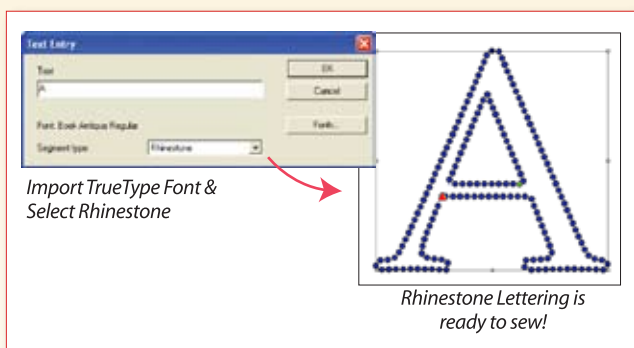 Text Entry
Text
OK
A
Cancel
Font: Book Antiqua Regular
Fonts...
Segment type
Rhinestone
Import TrueType Font &
Select Rhinestone
A
Rhinestone Lettering is
ready to sew!